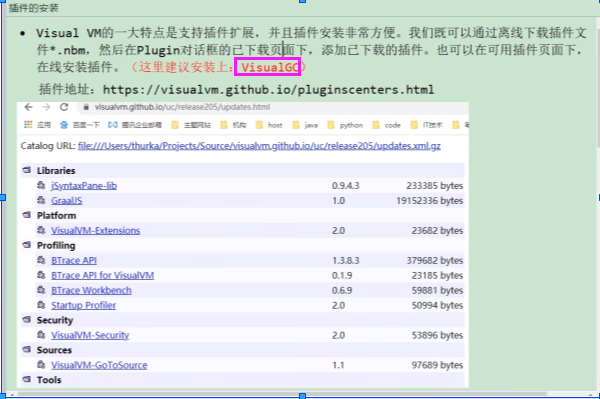 插件的安装
Visual VM的一大特点是支持插件扩展，并且插件安装非常方便。我们既可以通过离线下载插件文
件*.nbm，然后在Plugin对话框的已下载页面下，添加已下载的插件。也可以在可用插件页面下，
在线安装插件。（这里建议安装上：VisualGC）
插件地址：https://visualvm.github.io/pluginscenters.html
visualvm.github.io/uc/release205/updates.html
应用 百度一下 腾讯企业邮箱 主题网站 机构 host java python code IT技术
Catalog URL: file:///Users/thurka/Projects/Source/visualvm.github.io/uc/release205/updates.xml.gz
Libraries
jSyntaxPane-lib 0.9.4.3 233385 bytes
GraalJS 1.0 19152336 bytes
Platform
VisualVM-Extensions 2.0 23682 bytes
Profiling
BTrace API 1.3.8.3 379682 bytes
BTrace API for VisualVM 0.1.9 23185 bytes
BTrace Workbench 0.6.9 59881 bytes
Startup Profiler 2.0 50994 bytes
Security
VisualVM-Security 2.0 53896 bytes
Sources
VisualVM-GoToSource 1.1 97689 bytes
Tools